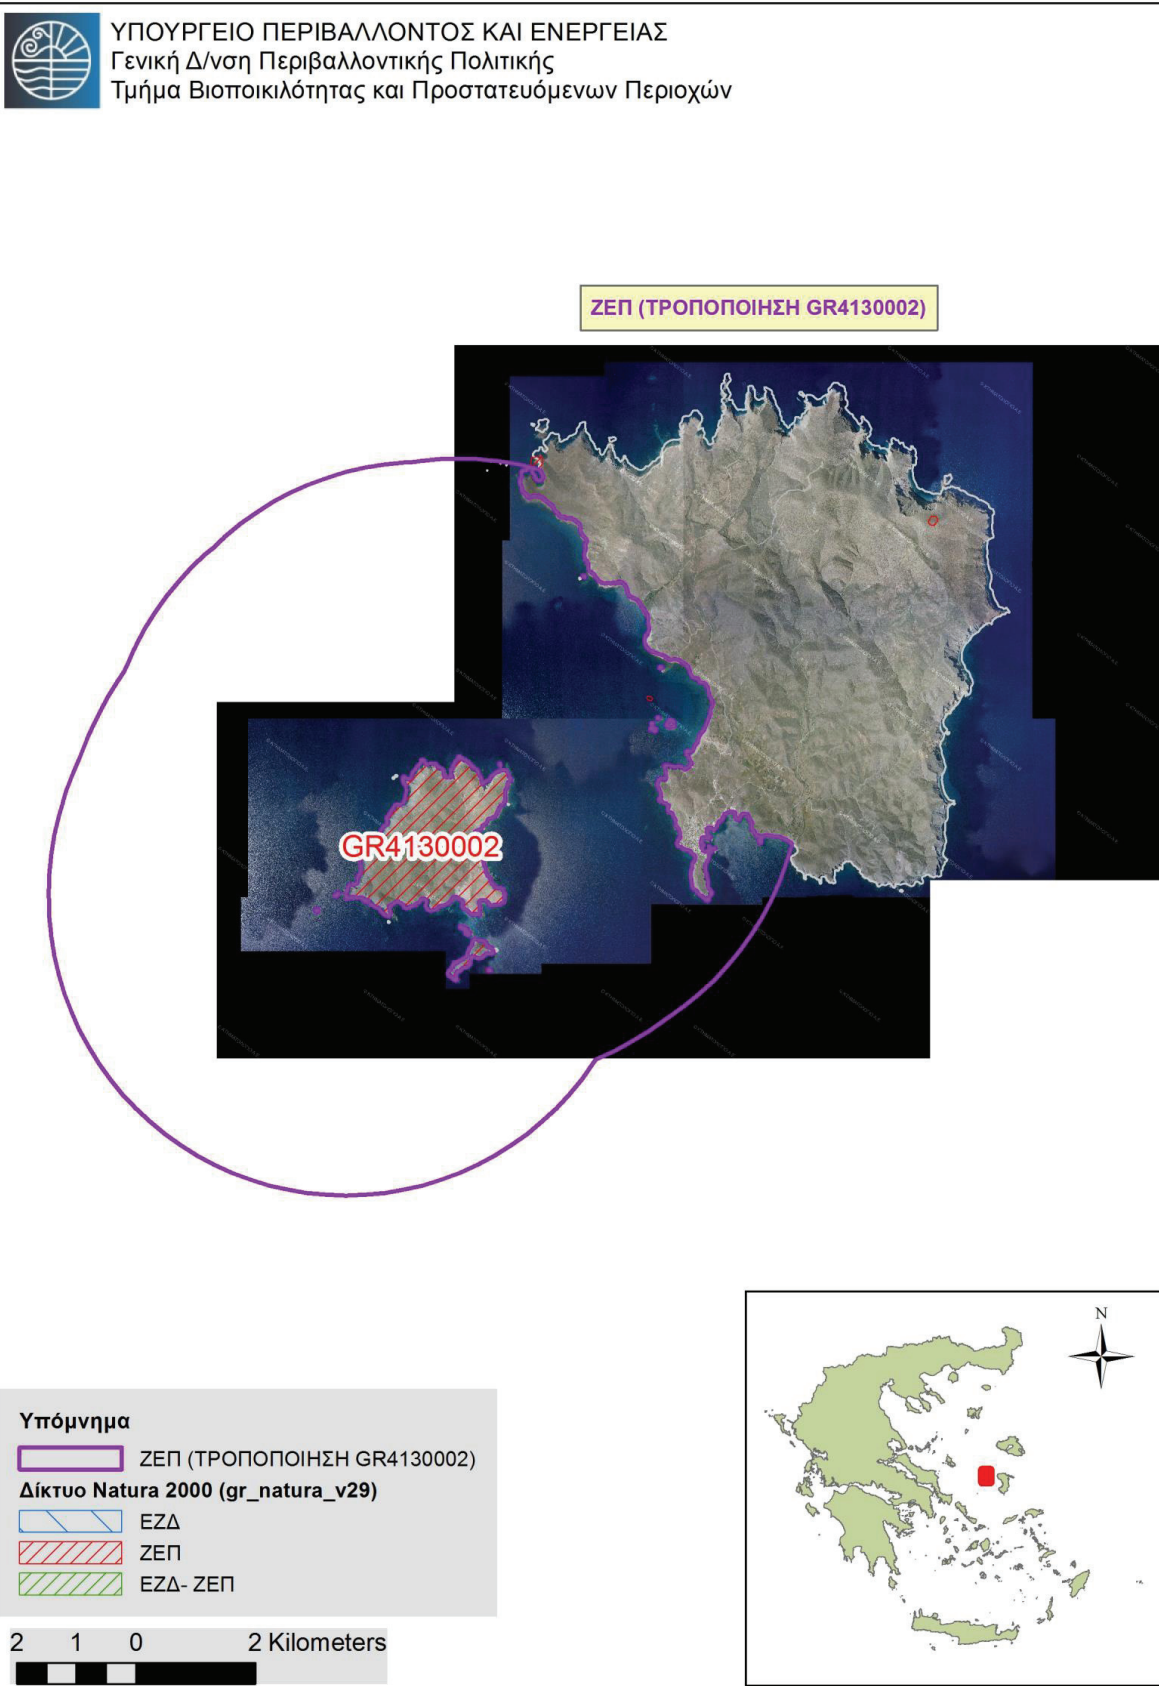 ΥΠΟΥΡΓΕΙΟ ΠΕΡΙΒΑΛΛΟΝΤΟΣ ΚΑΙ ΕΝΕΡΓΕΙΑΣ
Γενική Δ/νση Περιβαλλοντικής Πολιτικής
Τμήμα Βιοποικιλότητας και Προστατευόμενων Περιοχών
ΖΕΠ (ΤΡΟΠΟΠΟΙΗΣΗ GR4130002)
GR4130002
N
Υπόμνημα
ΖΕΠ (ΤΡΟΠΟΠΟΙΗΣΗ GR4130002)
Δίκτυο Natura 2000 (gr_natura_v29)
ΕΖΔ
ΖΕΠ
ΕΖΔ- ΖΕΠ
2 1 0 2 Kilometers